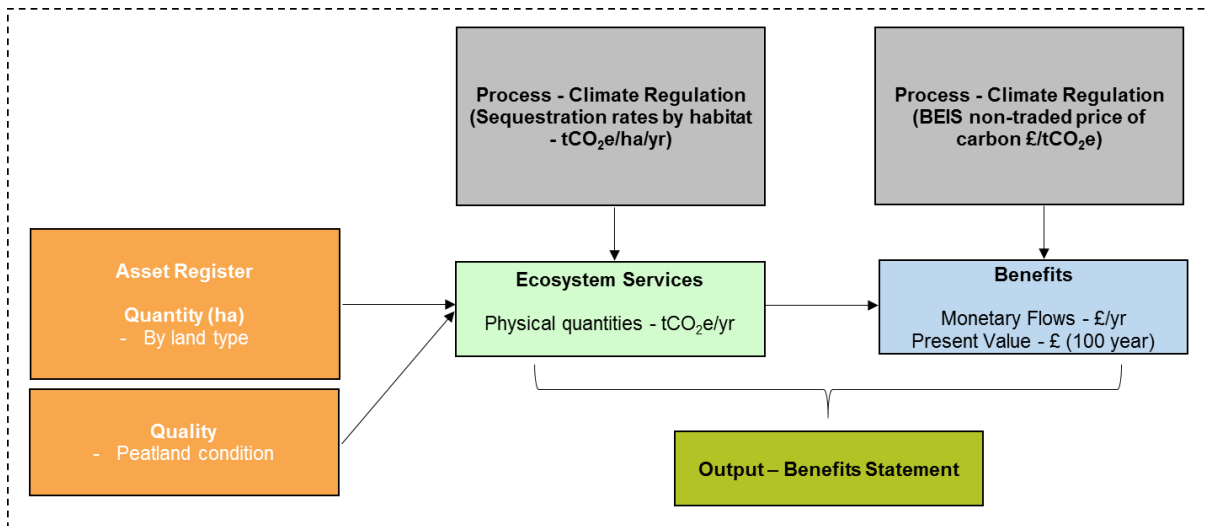 Process - Climate Regulation
(Sequestration rates by habitat
- tCO₂e/ha/yr)
Process - Climate Regulation
(BEIS non-traded price of
carbon £/tCO₂e)
Asset Register
Quantity (ha)
- By land type
Quality
- Peatland condition
Ecosystem Services
Physical quantities - tCO₂e/yr
Benefits
Monetary Flows - £/yr
Present Value - £ (100 year)
Output – Benefits Statement